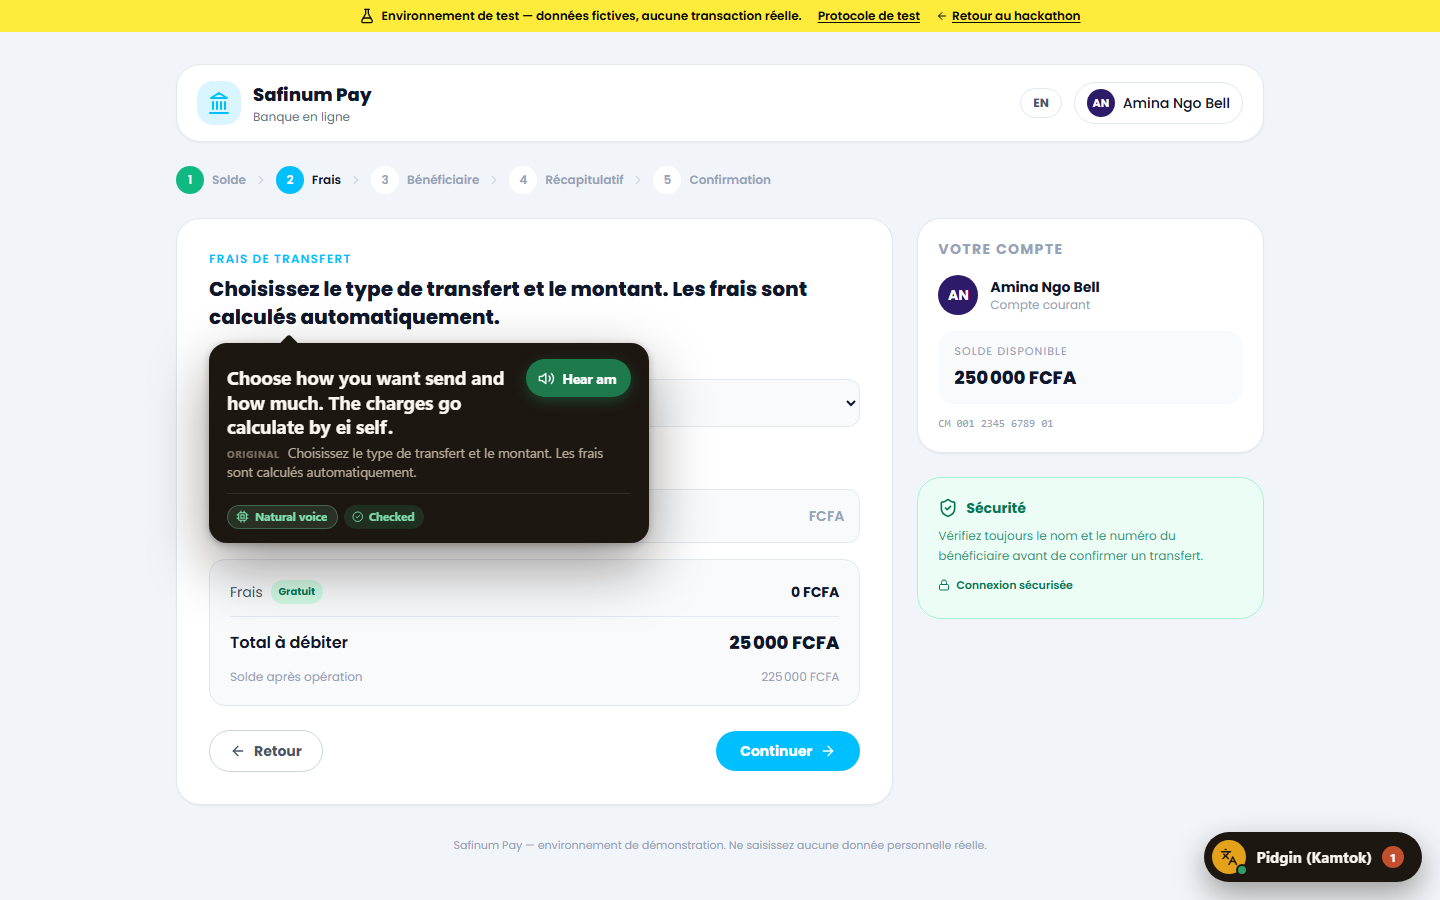 Environnement de test — données fictives, aucune transaction réelle. Protocole de test ← Retour au hackathon
Safinum Pay
Banque en ligne
EN
AN Amina Ngo Bell
1 Solde 2 Frais 3 Bénéficiaire 4 Récapitulatif 5 Confirmation
FRAIS DE TRANSFERT
Choisissez le type de transfert et le montant. Les frais sont
calculés automatiquement.
Choose how you want send and
how much. The charges go
calculate by ei self.
Hear am
ORIGINAL Choisissez le type de transfert et le montant. Les frais
sont calculés automatiquement.
Natural voice Checked
FCFA
Frais Gratuit 0 FCFA
Total à débiter 25 000 FCFA
Solde après opération 225 000 FCFA
← Retour
Continuer →
VOTRE COMPTE
AN
Amina Ngo Bell
Compte courant
SOLDE DISPONIBLE
250 000 FCFA
CM 001 2345 6789 01
Sécurité
Vérifiez toujours le nom et le numéro du
bénéficiaire avant de confirmer un transfert.
Connexion sécurisée
Safinum Pay — environnement de démonstration. Ne saisissez aucune donnée personnelle réelle.
Pidgin (Kamtok) 1